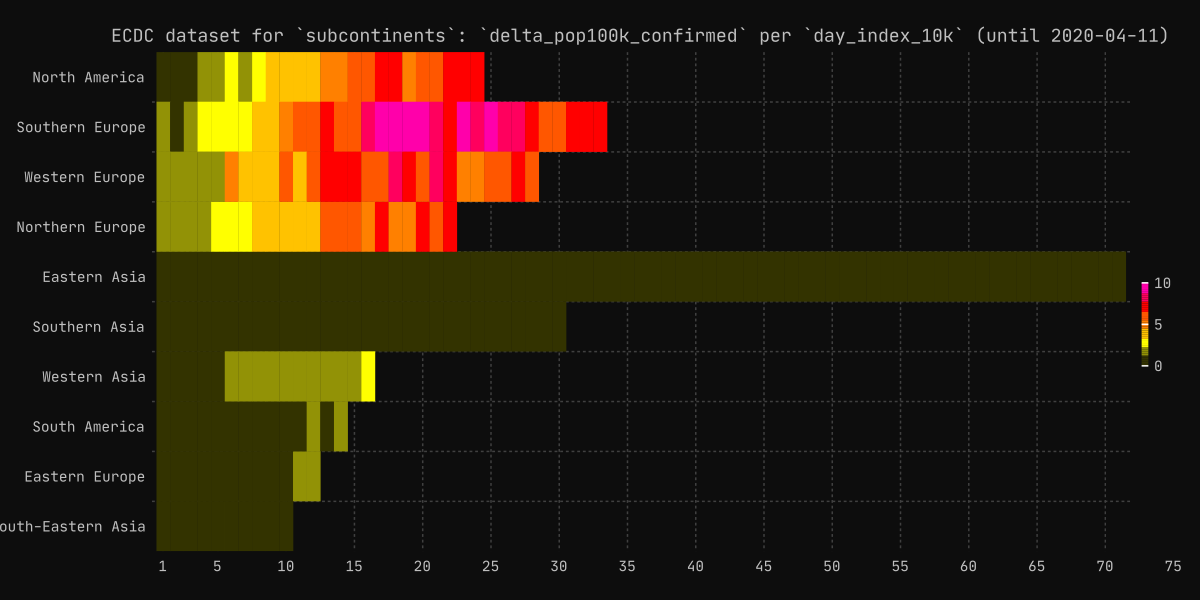 ECDC dataset for `subcontinents`: `delta_pop100k_confirmed` per `day_index_10k` (until 2020-04-11)
North America
Southern Europe
Western Europe
Northern Europe
Eastern Asia
Southern Asia
Western Asia
South America
Eastern Europe
outh-Eastern Asia
10
5
0
1 5 10 15 20 25 30 35 40 45 50 55 60 65 70 75